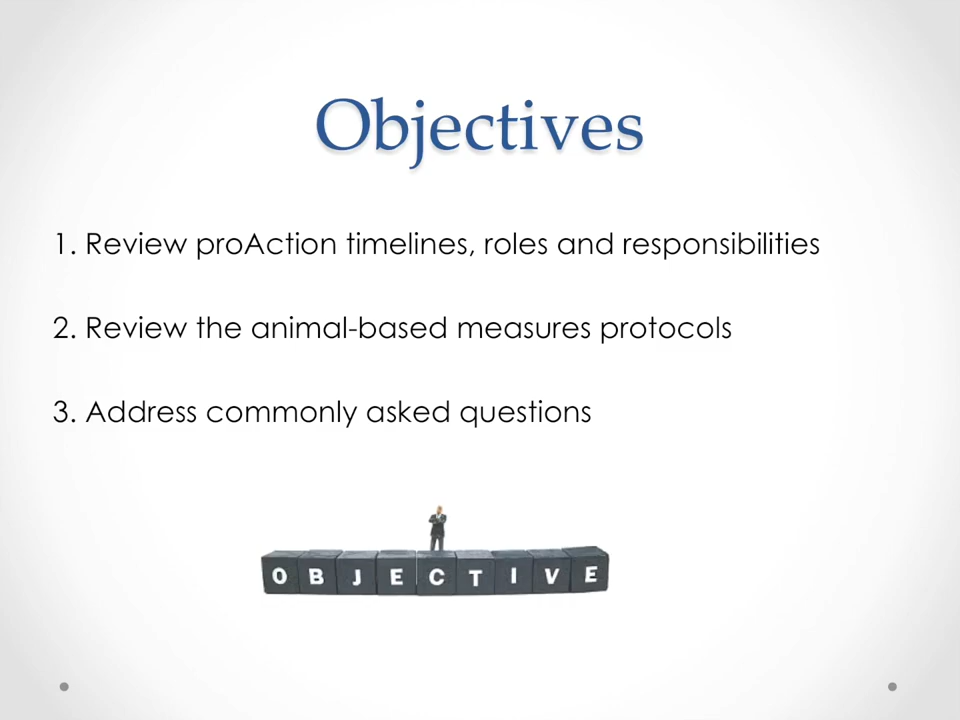 Objectives
1. Review proAction timelines, roles and responsibilities
2. Review the animal-based measures protocols
3. Address commonly asked questions
OBJECTIVE